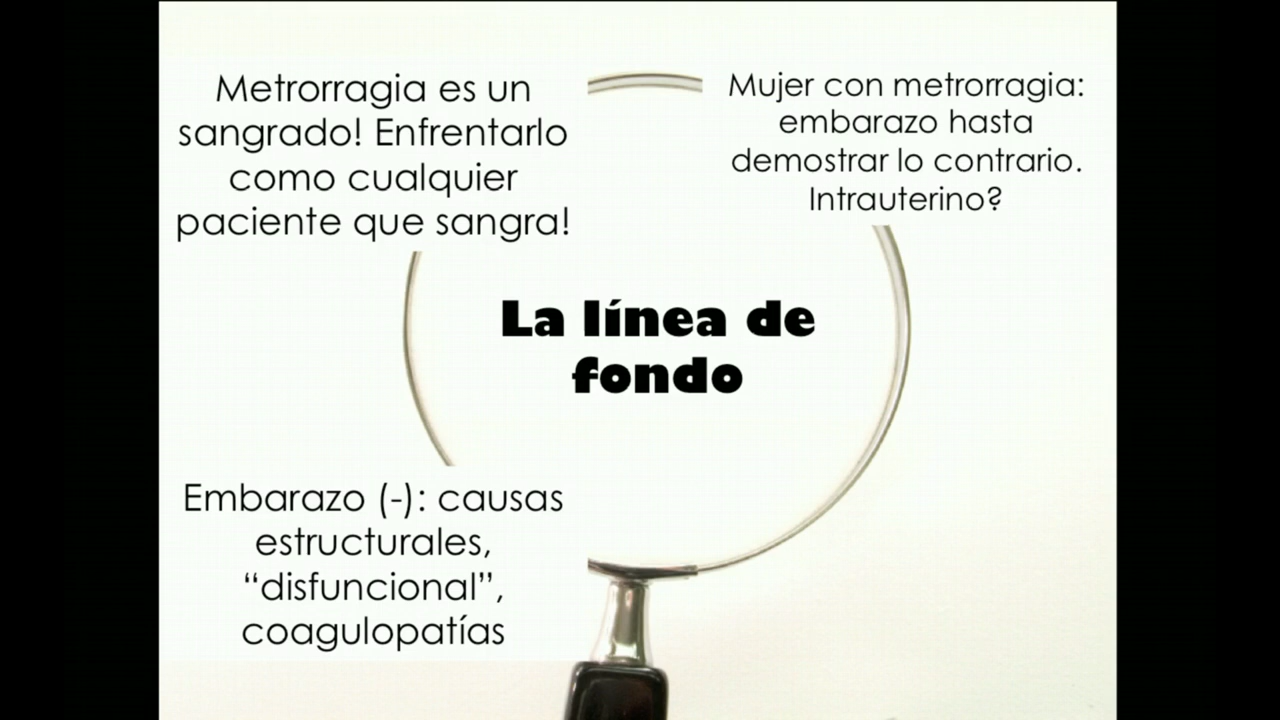 Metrorragia es un
sangrado! Enfrentarlo
como cualquier
paciente que sangra!
Mujer con metrorragia:
embarazo hasta
demostrar lo contrario.
Intrauterino?
La línea de
fondo
Embarazo (-): causas
estructurales,
“disfuncional”,
coagulopatías